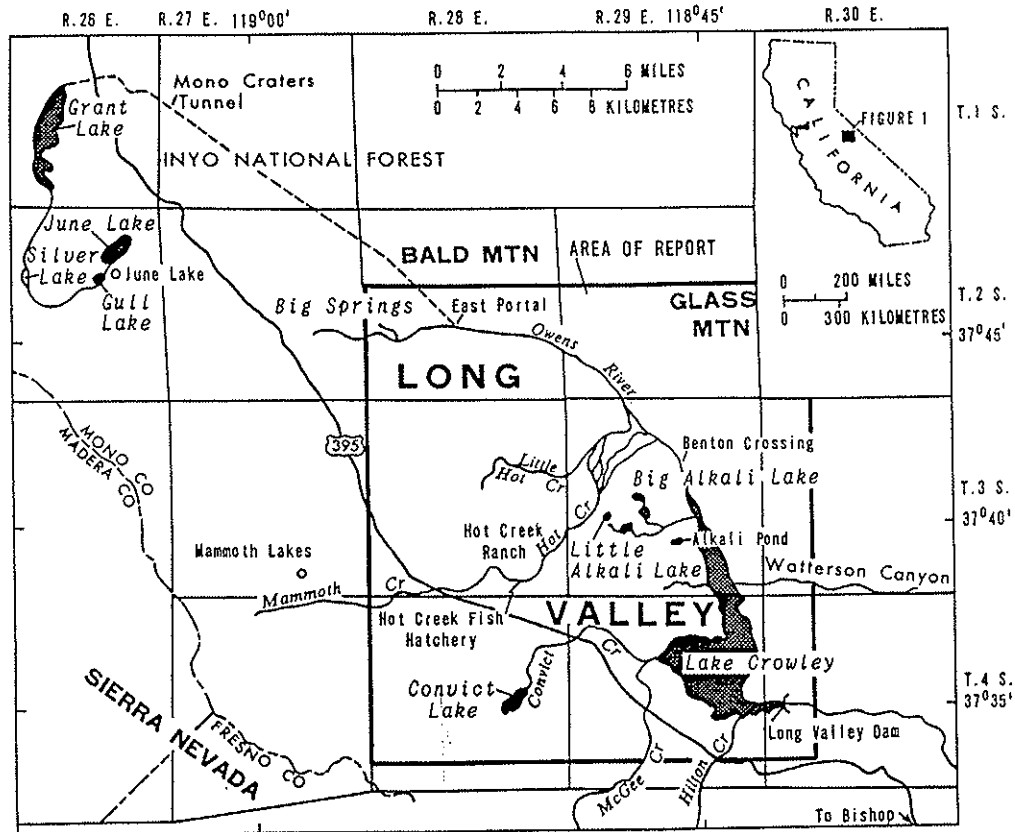 R.26 E. R.27 E. 119°00' R.28 E. R.29 E. 118°45' R.30 E.
0 2 4 6 MILES
0 2 4 6 8 KILOMETRES
Mono Craters
Tunnel
Grant
Lake
INYO NATIONAL FOREST
CALIFORNIA
FIGURE 1
T.1 S.
June Lake
Silver
Lake
June Lake
Gull
Lake
BALD MTN
AREA OF REPORT
GLASS
MTN
0 200 MILES
0 300 KILOMETRES
T.2 S.
37°45'
Big Springs
East Portal
Owens
River
LONG
395
MONO CO
MADERA CO
Little
Hot Cr
Benton Crossing
Big Alkali Lake
T.3 S.
37°40'
Hot Creek
Ranch
Hot Cr
Little
Alkali Lake
Alkali Pond
Mammoth Lakes
Mammoth Cr
Watterson Canyon
Hot Creek Fish
Hatchery
VALLEY
Convict Cr
Lake Crowley
Convict
Lake
T.4 S.
37°35'
Long Valley Dam
SIERRA NEVADA
FRESNO CO
McGee Cr
Hilton Cr
To Bishop